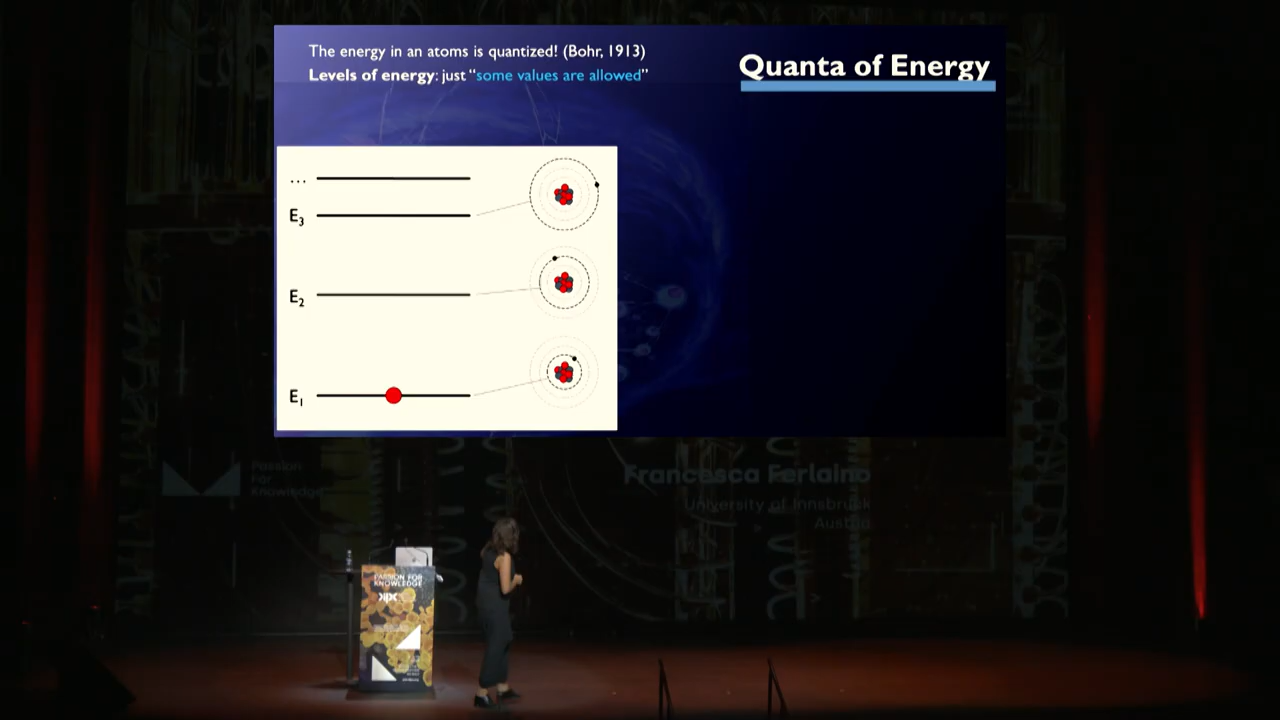 The energy in an atoms is quantized! (Bohr, 1913)
Levels of energy: just “some values are allowed”
Quanta of Energy
...
E3
E2
E1
Passion
For
Knowledge
Francesca Ferlaino
University of Innsbruck
Austria
PASSION FOR
KNOWLEDGE
dipc